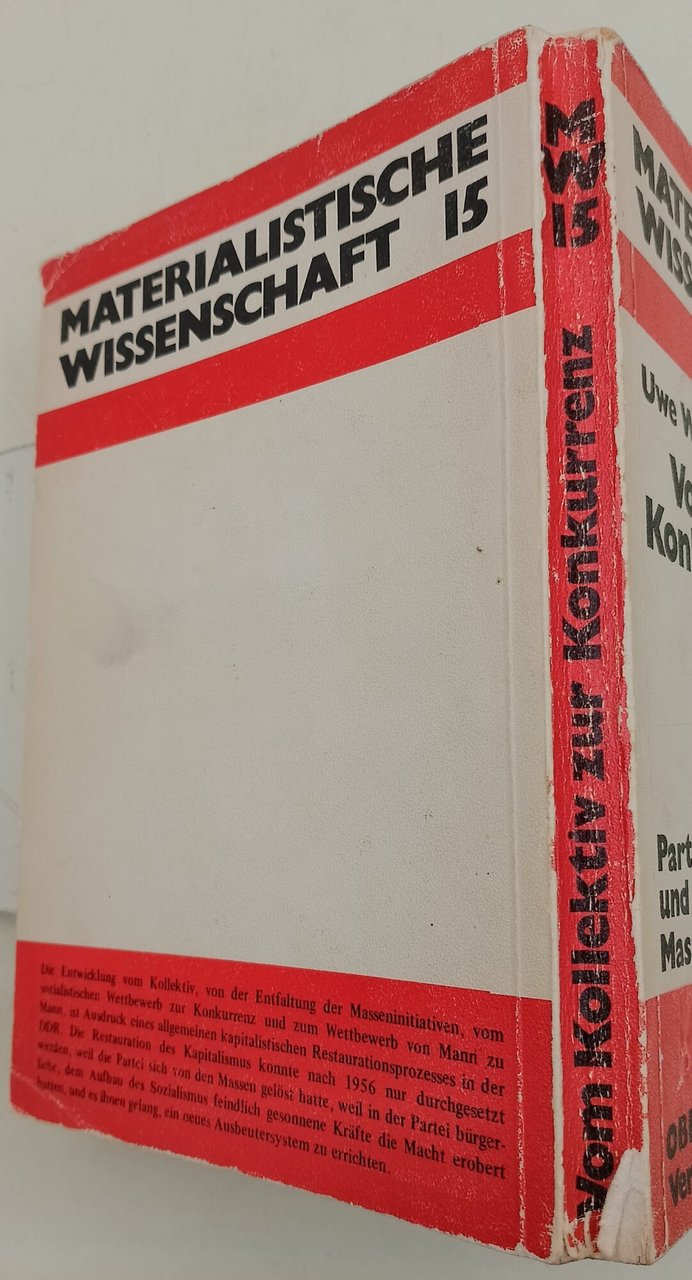 MATERIALISTISCHE
WISSENSCHAFT 15
Die Entwicklung vom Kollektiv, von der Entfaltung der Masseninitiativen, vom
sozialistischen Wettbewerb zur Konkurrenz und zum Wettbewerb von Mann zu
Mann, ist Ausdruck eines allgemeinen kapitalistischen Restaurationsprozesses in der
DDR. Die Restauration des Kapitalismus konnte nach 1956 nur durchgesetzt
werden, weil die Partei sich von den Massen gelöst hatte, weil in der Partei bürger-
liche, dem Aufbau des Sozialismus feindlich gesonnene Kräfte die Macht erobert
hatten, und es ihnen gelang, ein neues Ausbeutersystem zu errichten.
MW 15
Vom Kollektiv zur Konkurrenz
MATE
WISS
Uwe W
Vo
Kon
Part
und
Mas
OB
Ver